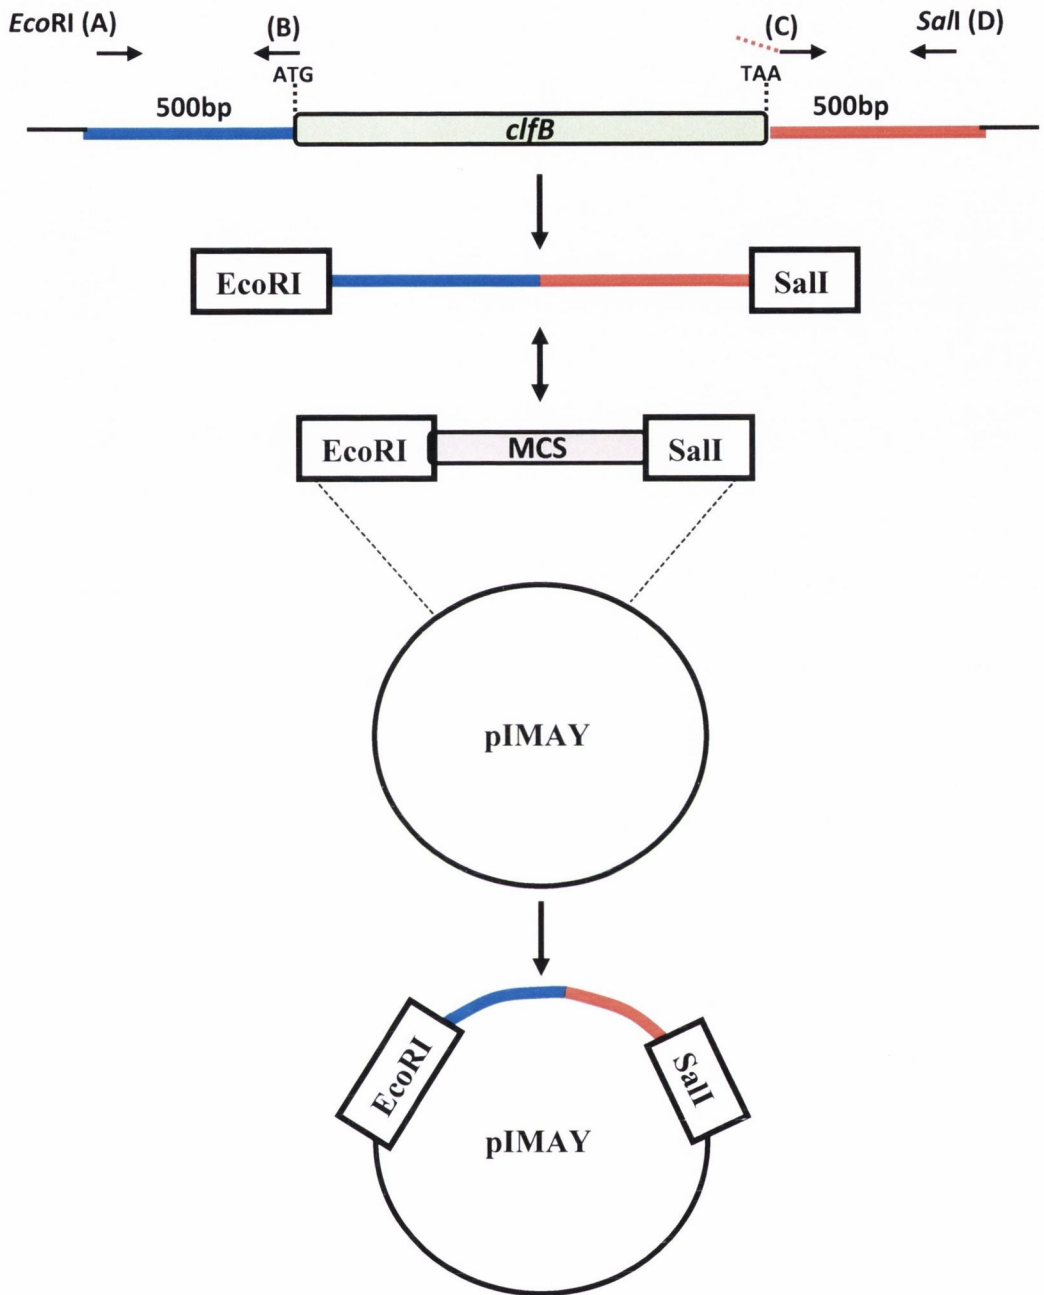 EcoRI (A) (B) (C) SalI (D)
ATG TAA
500bp 500bp
clfB
EcoRI SalI
EcoRI MCS SalI
pIMAY
EcoRI SalI
pIMAY